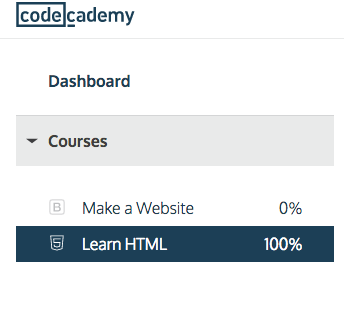 codecademy
Dashboard
Courses
B Make a Website 0%
Learn HTML 100%